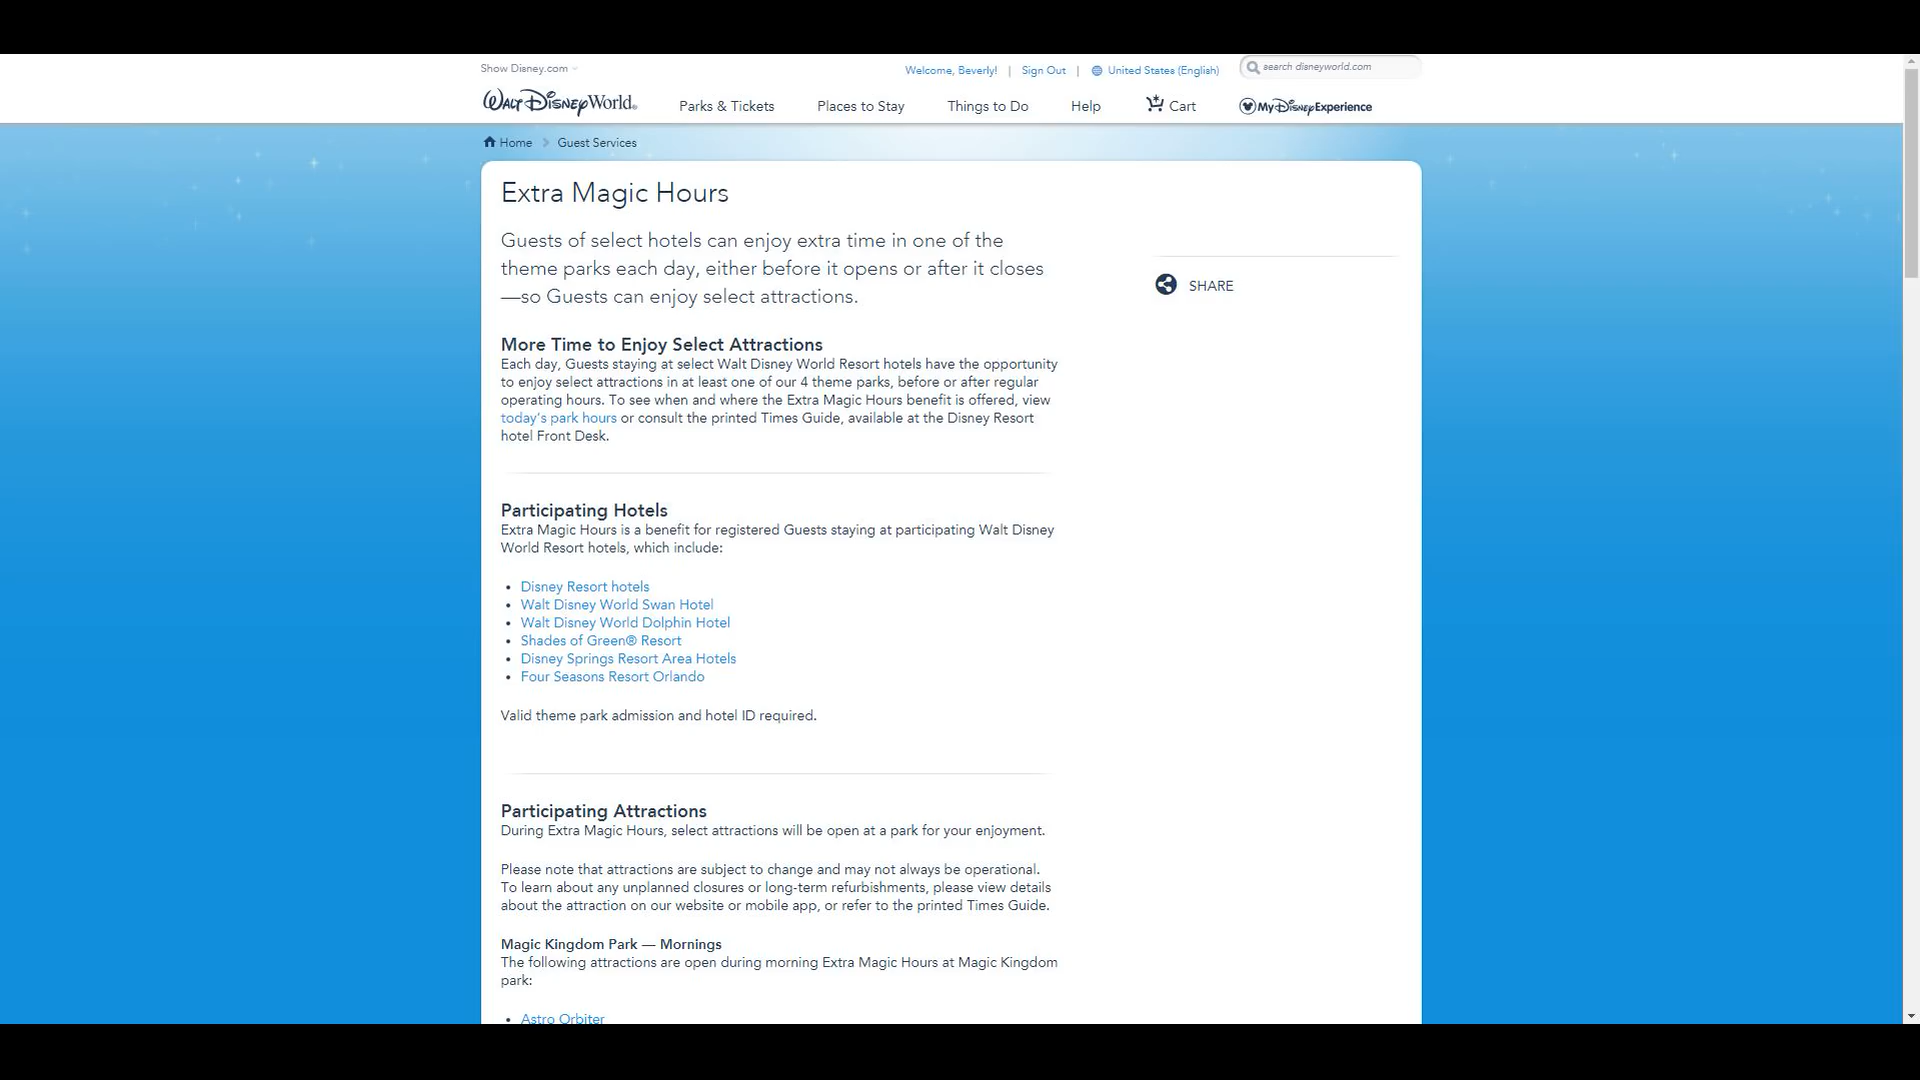 Show Disney.com
Welcome, Beverly! | Sign Out | United States (English)
search disneyworld.com
Walt Disney World.
Parks & Tickets
Places to Stay
Things to Do
Help
Cart
My Disney Experience
Home
Guest Services
Extra Magic Hours
Guests of select hotels can enjoy extra time in one of the
theme parks each day, either before it opens or after it closes
—so Guests can enjoy select attractions.
SHARE
More Time to Enjoy Select Attractions
Each day, Guests staying at select Walt Disney World Resort hotels have the opportunity
to enjoy select attractions in at least one of our 4 theme parks, before or after regular
operating hours. To see when and where the Extra Magic Hours benefit is offered, view
today's park hours or consult the printed Times Guide, available at the Disney Resort
hotel Front Desk.
Participating Hotels
Extra Magic Hours is a benefit for registered Guests staying at participating Walt Disney
World Resort hotels, which include:
• Disney Resort hotels
• Walt Disney World Swan Hotel
• Walt Disney World Dolphin Hotel
• Shades of Green® Resort
• Disney Springs Resort Area Hotels
• Four Seasons Resort Orlando
Valid theme park admission and hotel ID required.
Participating Attractions
During Extra Magic Hours, select attractions will be open at a park for your enjoyment.
Please note that attractions are subject to change and may not always be operational.
To learn about any unplanned closures or long-term refurbishments, please view details
about the attraction on our website or mobile app, or refer to the printed Times Guide.
Magic Kingdom Park — Mornings
The following attractions are open during morning Extra Magic Hours at Magic Kingdom
park:
• Astro Orbiter